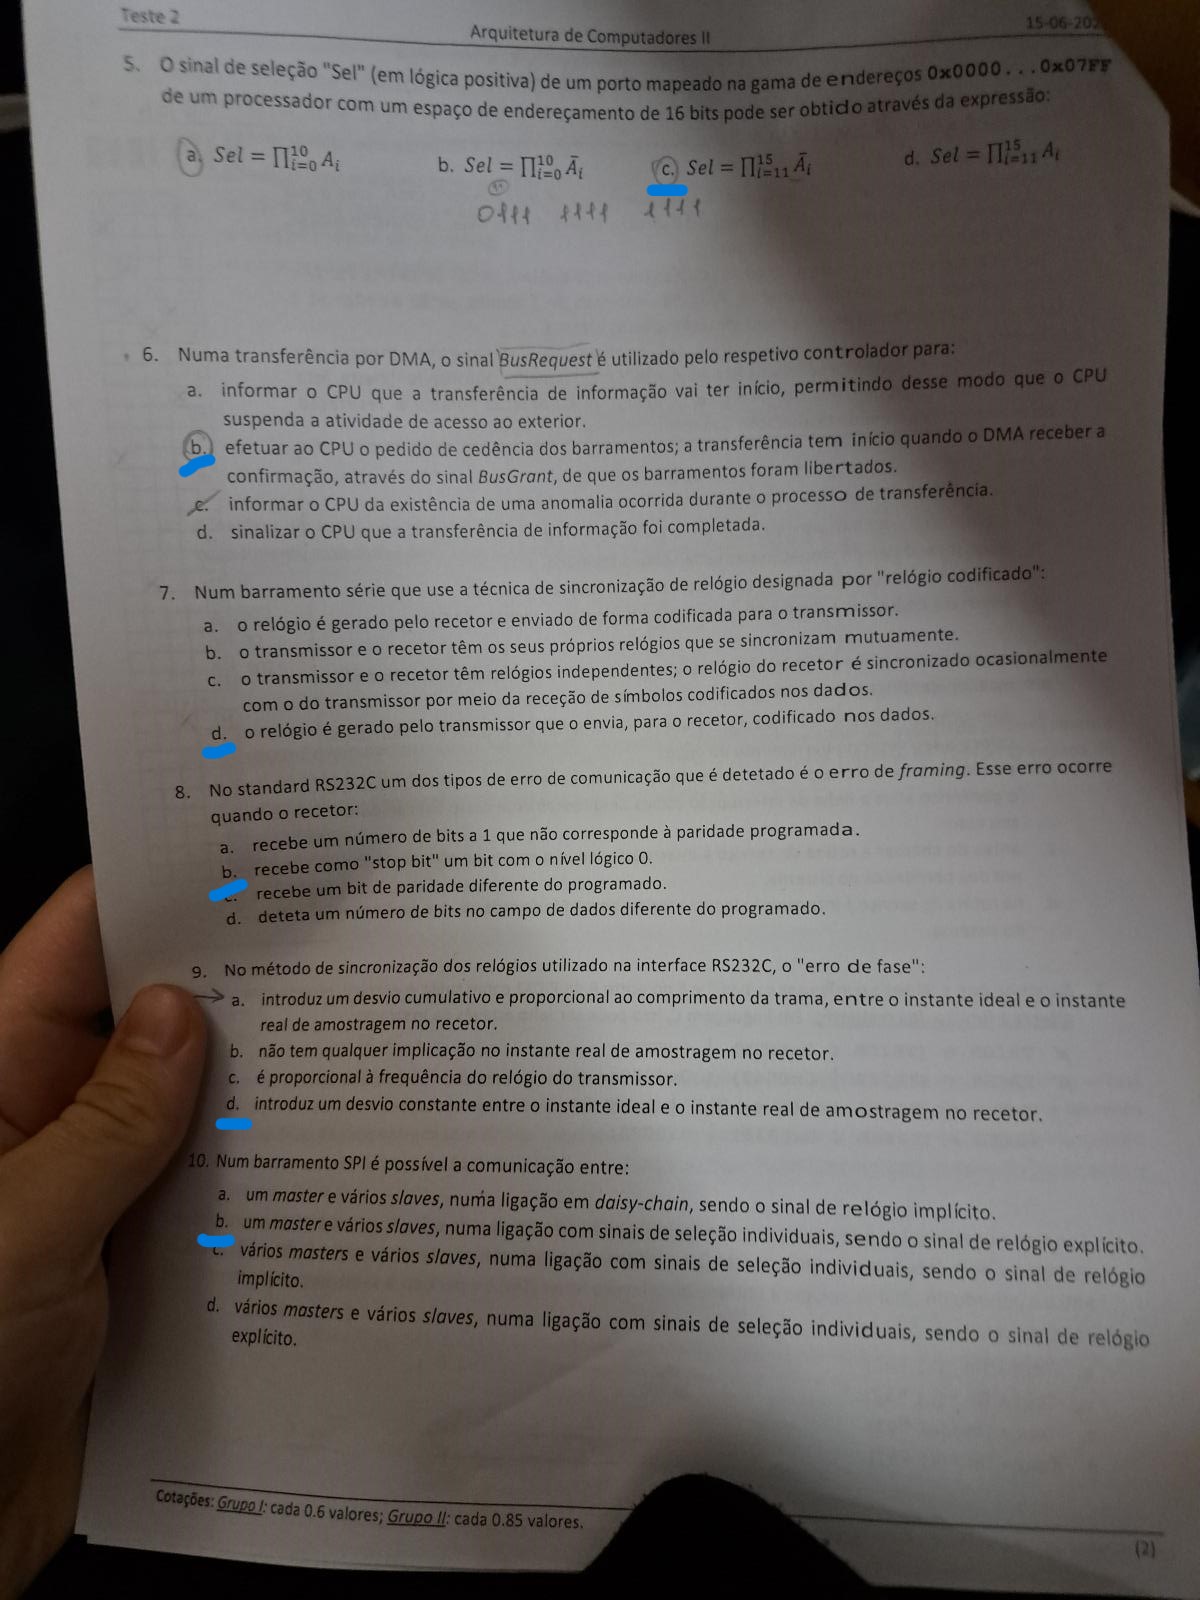 Teste 2
Arquitetura de Computadores II
15-06-202
5. O sinal de seleção "Sel" (em lógica positiva) de um porto mapeado na gama de endereços 0x0000...0x07FF
de um processador com um espaço de endereçamento de 16 bits pode ser obtido através da expressão:
a. Sel = ∏_{i=0}^{10} A_i b. Sel = ∏_{i=0}^{10} Ā_i c. Sel = ∏_{i=11}^{15} Ā_i d. Sel = ∏_{i=11}^{15} A_i
0111 1111 1111
6. Numa transferência por DMA, o sinal BusRequest é utilizado pelo respetivo controlador para:
a. informar o CPU que a transferência de informação vai ter início, permitindo desse modo que o CPU
suspenda a atividade de acesso ao exterior.
b. efetuar ao CPU o pedido de cedência dos barramentos; a transferência tem início quando o DMA receber a
confirmação, através do sinal BusGrant, de que os barramentos foram libertados.
c. informar o CPU da existência de uma anomalia ocorrida durante o processo de transferência.
d. sinalizar o CPU que a transferência de informação foi completada.
7. Num barramento série que use a técnica de sincronização de relógio designada por "relógio codificado":
a. o relógio é gerado pelo recetor e enviado de forma codificada para o transmissor.
b. o transmissor e o recetor têm os seus próprios relógios que se sincronizam mutuamente.
c. o transmissor e o recetor têm relógios independentes; o relógio do recetor é sincronizado ocasionalmente
com o do transmissor por meio da receção de símbolos codificados nos dados.
d. o relógio é gerado pelo transmissor que o envia, para o recetor, codificado nos dados.
8. No standard RS232C um dos tipos de erro de comunicação que é detetado é o erro de framing. Esse erro ocorre
quando o recetor:
a. recebe um número de bits a 1 que não corresponde à paridade programada.
b. recebe como "stop bit" um bit com o nível lógico 0.
c. recebe um bit de paridade diferente do programado.
d. deteta um número de bits no campo de dados diferente do programado.
9. No método de sincronização dos relógios utilizado na interface RS232C, o "erro de fase":
a. introduz um desvio cumulativo e proporcional ao comprimento da trama, entre o instante ideal e o instante
real de amostragem no recetor.
b. não tem qualquer implicação no instante real de amostragem no recetor.
c. é proporcional à frequência do relógio do transmissor.
d. introduz um desvio constante entre o instante ideal e o instante real de amostragem no recetor.
10. Num barramento SPI é possível a comunicação entre:
a. um master e vários slaves, numa ligação em daisy-chain, sendo o sinal de relógio implícito.
b. um master e vários slaves, numa ligação com sinais de seleção individuais, sendo o sinal de relógio explícito.
c. vários masters e vários slaves, numa ligação com sinais de seleção individuais, sendo o sinal de relógio
implícito.
d. vários masters e vários slaves, numa ligação com sinais de seleção individuais, sendo o sinal de relógio
explícito.
Cotações: Grupo I: cada 0.6 valores; Grupo II: cada 0.85 valores.
(2)